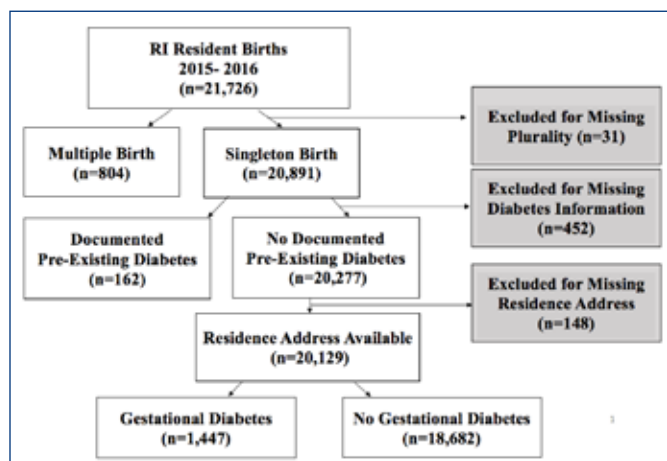 RI Resident Births
2015- 2016
(n=21,726)
Excluded for Missing
Plurality (n=31)
Multiple Birth
(n=804)
Singleton Birth
(n=20,891)
Excluded for Missing
Diabetes Information
(n=452)
Documented
Pre-Existing Diabetes
(n=162)
No Documented
Pre-Existing Diabetes
(n=20,277)
Excluded for Missing
Residence Address
(n=148)
Residence Address Available
(n=20,129)
Gestational Diabetes
(n=1,447)
No Gestational Diabetes
(n=18,682)